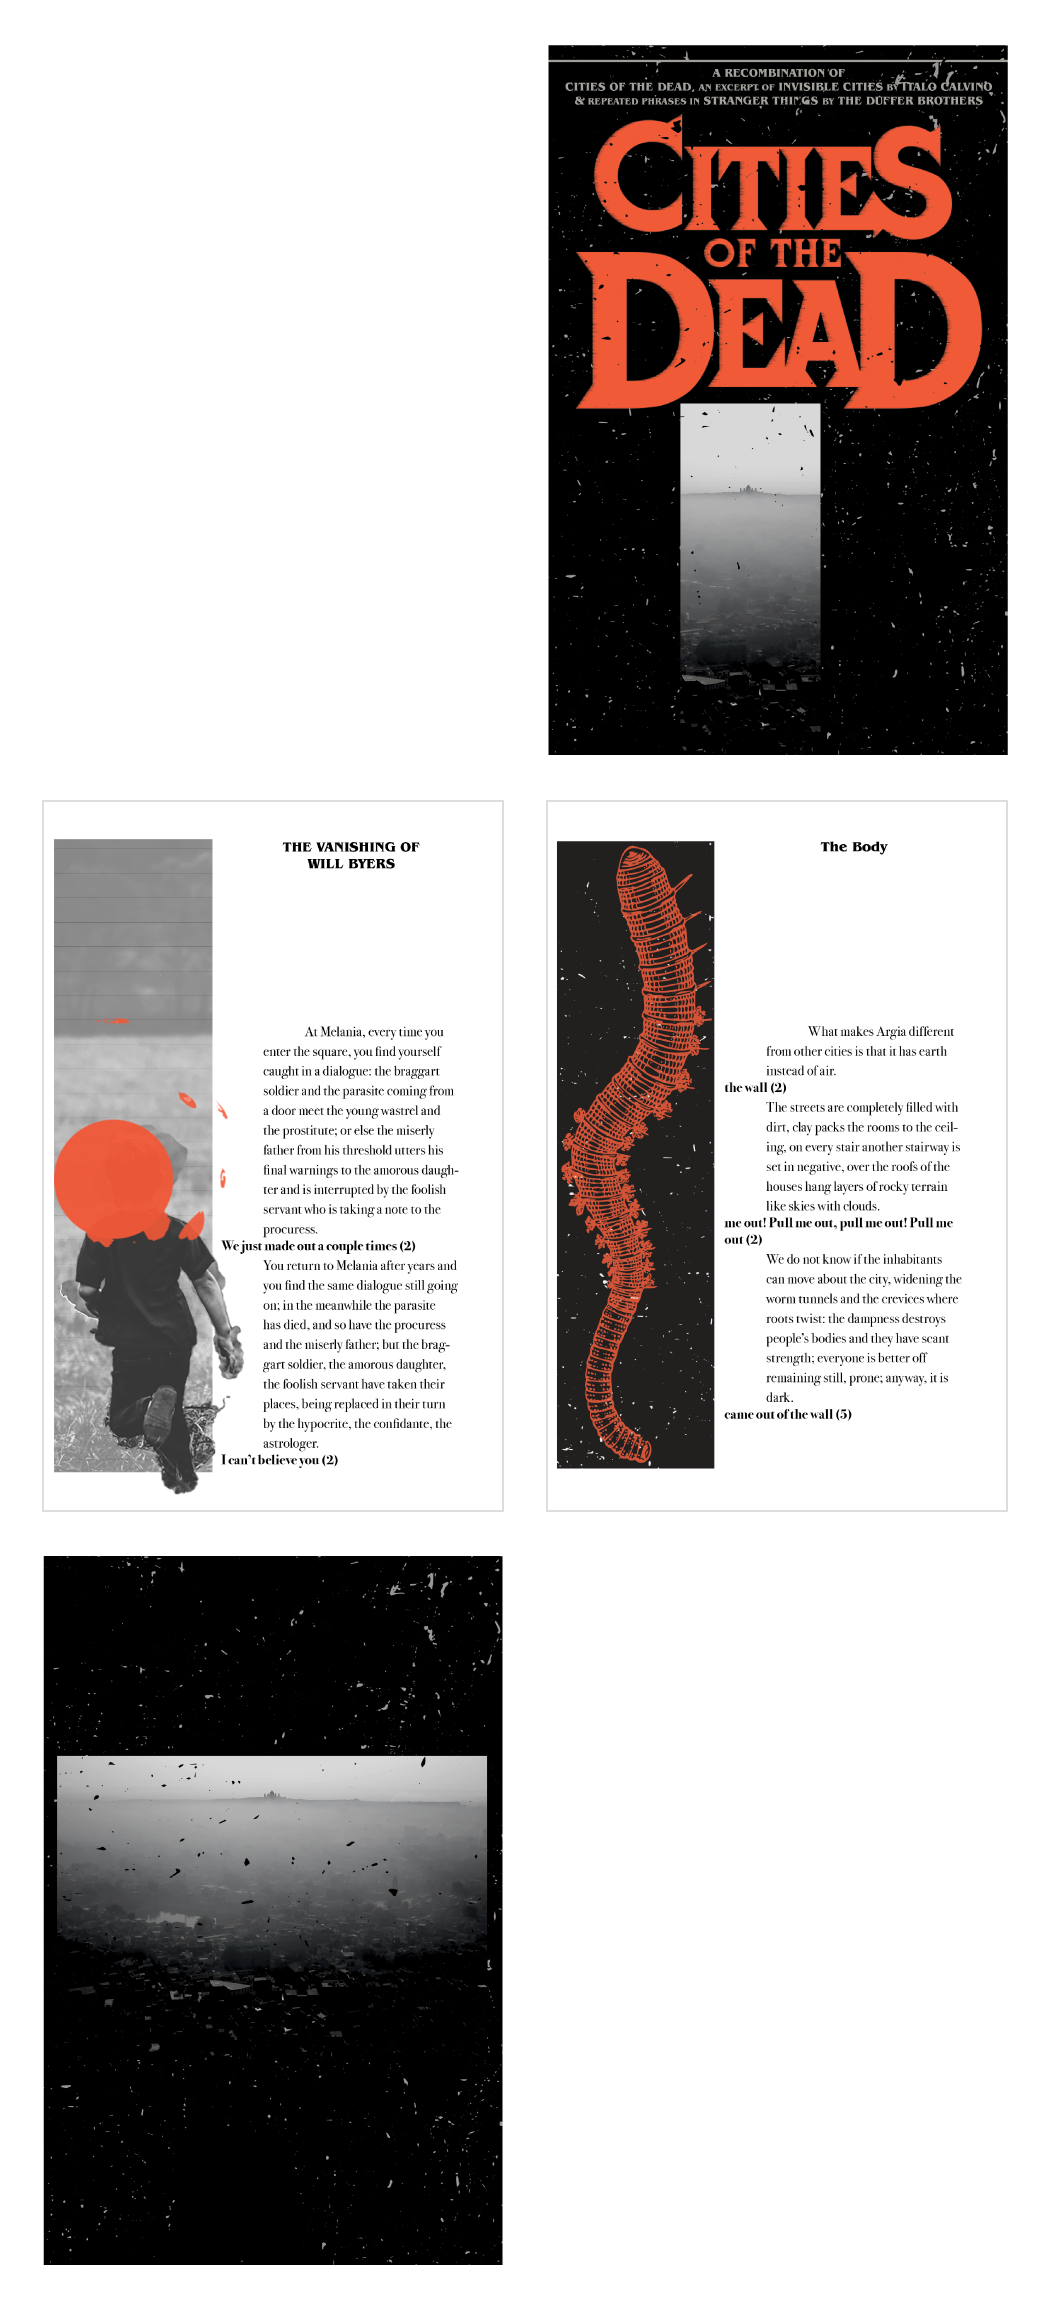 A RECOMBINATION OF
CITIES OF THE DEAD, AN EXCERPT OF INVISIBLE CITIES BY ITALO CALVINO
& REPEATED PHRASES IN STRANGER THINGS BY THE DUFFER BROTHERS
CITIES
OF THE
DEAD
THE VANISHING OF
WILL BYERS
At Melania, every time you
enter the square, you find yourself
caught in a dialogue: the braggart
soldier and the parasite coming from
a door meet the young wastrel and
the prostitute; or else the miserly
father from his threshold utters his
final warnings to the amorous daugh-
ter and is interrupted by the foolish
servant who is taking a note to the
procuress.
We just made out a couple times (2)
You return to Melania after years and
you find the same dialogue still going
on; in the meanwhile the parasite
has died, and so have the procuress
and the miserly father; but the brag-
gart soldier, the amorous daughter,
the foolish servant have taken their
places, being replaced in their turn
by the hypocrite, the confidante, the
astrologer.
I can't believe you (2)
The Body
What makes Argia different
from other cities is that it has earth
instead of air.
the wall (2)
The streets are completely filled with
dirt, clay packs the rooms to the ceil-
ing, on every stair another stairway is
set in negative, over the roofs of the
houses hang layers of rocky terrain
like skies with clouds.
me out! Pull me out, pull me out! Pull me
out (2)
We do not know if the inhabitants
can move about the city, widening the
worm tunnels and the crevices where
roots twist: the dampness destroys
people's bodies and they have scant
strength; everyone is better off
remaining still, prone; anyway, it is
dark.
came out of the wall (5)